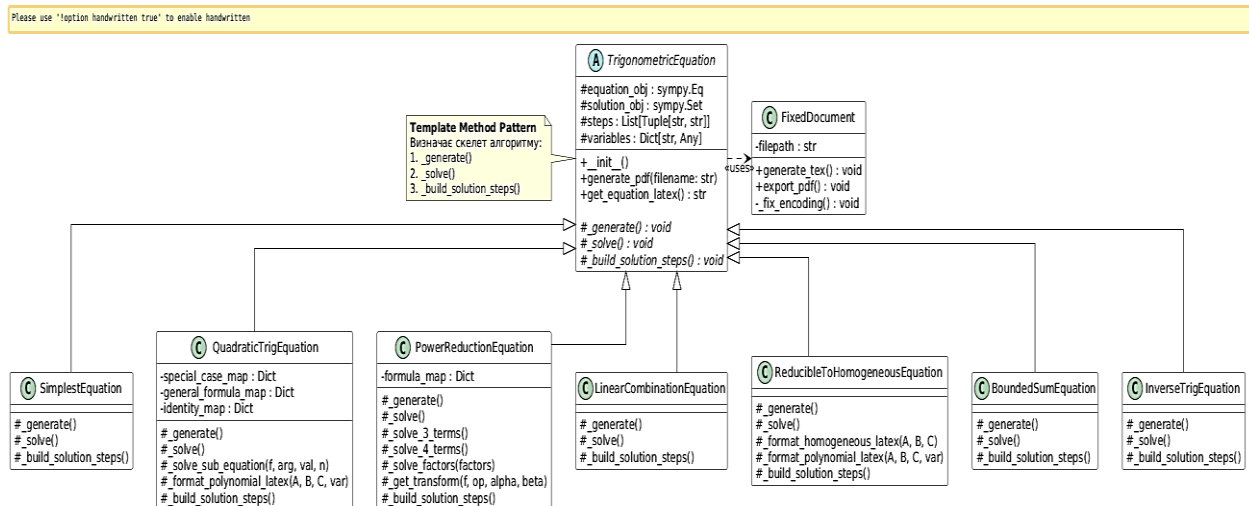 Please use '!option handwritten true' to enable handwritten
A TrigonometricEquation
#equation_obj : sympy.Eq
#solution_obj : sympy.Set
#steps : List[Tuple[str, str]]
#variables : Dict[str, Any]
+__init__()
+generate_pdf(filename: str)
+get_equation_latex() : str
#_generate() : void
#_solve() : void
#_build_solution_steps() : void
Template Method Pattern
Визначає скелет алгоритму:
1. _generate()
2. _solve()
3. _build_solution_steps()
«uses»
C FixedDocument
-filepath : str
+generate_tex() : void
+export_pdf() : void
-_fix_encoding() : void
C SimplestEquation
#_generate()
#_solve()
#_build_solution_steps()
C QuadraticTrigEquation
-special_case_map : Dict
-general_formula_map : Dict
-identity_map : Dict
#_generate()
#_solve()
#_solve_sub_equation(f, arg, val, n)
#_format_polynomial_latex(A, B, C, var)
#_build_solution_steps()
C PowerReductionEquation
-formula_map : Dict
#_generate()
#_solve()
#_solve_3_terms()
#_solve_4_terms()
#_solve_factors(factors)
#_get_transform(f, op, alpha, beta)
#_build_solution_steps()
C LinearCombinationEquation
#_generate()
#_solve()
#_build_solution_steps()
C ReducibleToHomogeneousEquation
#_generate()
#_solve()
#_format_homogeneous_latex(A, B, C)
#_format_polynomial_latex(A, B, C, var)
#_build_solution_steps()
C BoundedSumEquation
#_generate()
#_solve()
#_build_solution_steps()
C InverseTrigEquation
#_generate()
#_solve()
#_build_solution_steps()